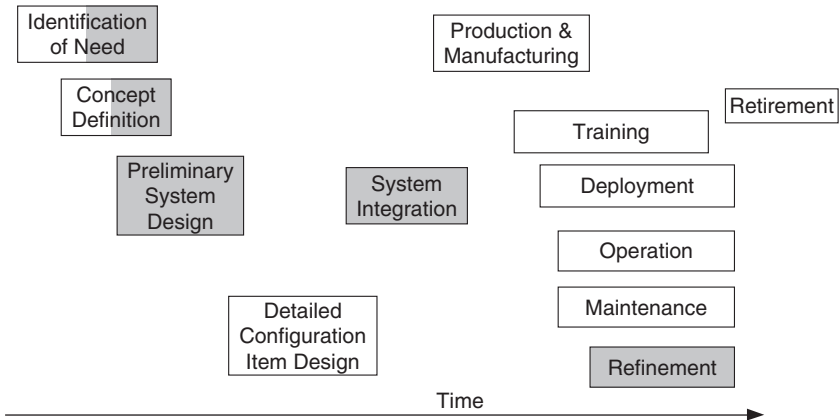 Identification
of Need
Production &
Manufacturing
Concept
Definition
Retirement
Training
Preliminary
System
Design
System
Integration
Deployment
Operation
Detailed
Configuration
Item Design
Maintenance
Refinement
Time